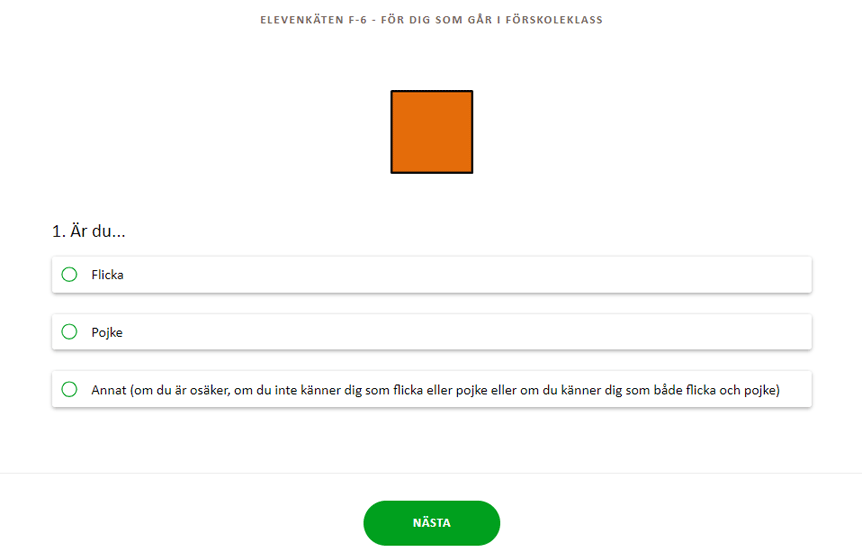 ELEVENKÄTEN F-6 - FÖR DIG SOM GÅR I FÖRSKOLEKLASS
1. Är du...
Flicka
Pojke
Annat (om du är osäker, om du inte känner dig som flicka eller pojke eller om du känner dig som både flicka och pojke)
NÄSTA